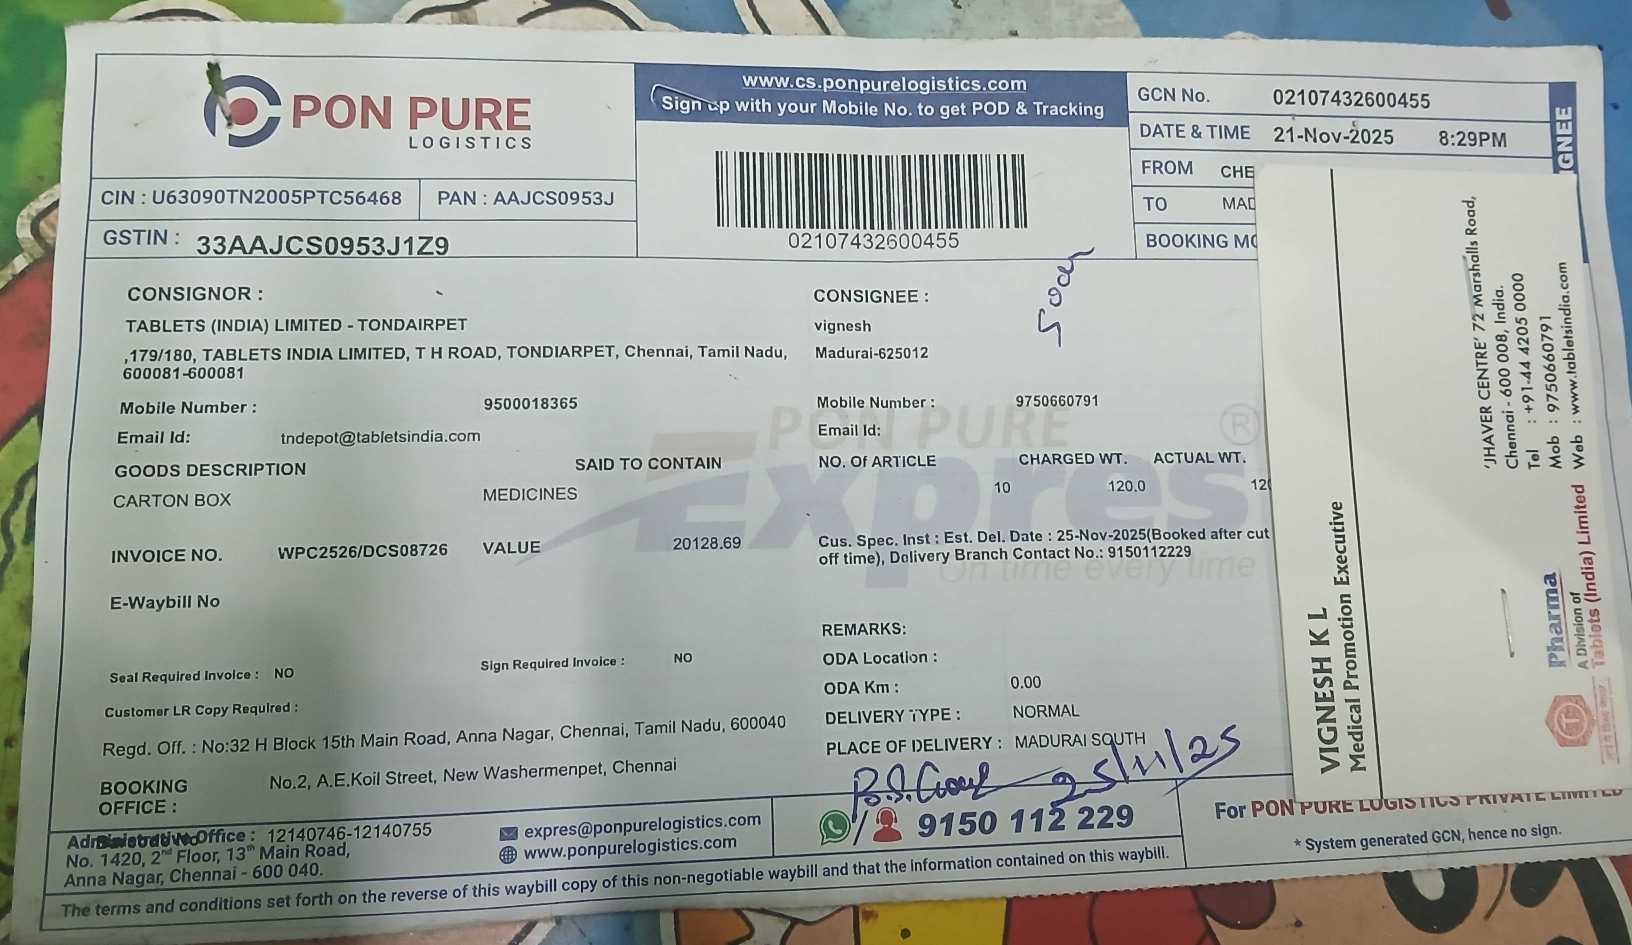 PON PURE
LOGISTICS
CIN : U63090TN2005PTC56468
PAN : AAJCS0953J
GSTIN : 33AAJCS0953J1Z9
www.cs.ponpurelogistics.com
Sign up with your Mobile No. to get POD & Tracking
02107432600455
GCN No. 02107432600455
DATE & TIME 21-Nov-2025 8:29PM
FROM CHE
TO MAD
BOOKING MO
GNEE
CONSIGNOR :
TABLETS (INDIA) LIMITED - TONDAIRPET
,179/180, TABLETS INDIA LIMITED, T H ROAD, TONDIARPET, Chennai, Tamil Nadu,
600081-600081
Mobile Number : 9500018365
Email Id: tndepot@tabletsindia.com
CONSIGNEE :
vignesh
Madurai-625012
Mobile Number : 9750660791
Email Id:
PON PURE
Express
On time every time
®
GOODS DESCRIPTION SAID TO CONTAIN NO. Of ARTICLE CHARGED WT. ACTUAL WT.
CARTON BOX MEDICINES 10 120.0 120
INVOICE NO. WPC2526/DCS08726 VALUE 20128.69
Cus. Spec. Inst : Est. Del. Date : 25-Nov-2025(Booked after cut
off time), Delivery Branch Contact No.: 9150112229
E-Waybill No
Seal Required Invoice : NO
Sign Required Invoice : NO
Customer LR Copy Required :
REMARKS:
ODA Location :
ODA Km : 0.00
DELIVERY TYPE : NORMAL
PLACE OF DELIVERY : MADURAI SOUTH
25/11/25
Regd. Off. : No:32 H Block 15th Main Road, Anna Nagar, Chennai, Tamil Nadu, 600040
BOOKING
OFFICE :
No.2, A.E.Koil Street, New Washermenpet, Chennai
Administrative Office : 12140746-12140755
No. 1420, 2nd Floor, 13th Main Road,
Anna Nagar, Chennai - 600 040.
expres@ponpurelogistics.com
www.ponpurelogistics.com
/ 9150 112 229
For PON PURE LOGISTICS PRIVATE LIMITED
* System generated GCN, hence no sign.
The terms and conditions set forth on the reverse of this waybill copy of this non-negotiable waybill and that the information contained on this waybill.
VIGNESH K L
Medical Promotion Executive
'JHAVER CENTRE' 72 Marshalls Road,
Chennai - 600 008, India.
Tel : +91-44 4205 0000
Mob : 9750660791
Web : www.tabletsindia.com
Pharma
A Division of
Tablets (India) Limited